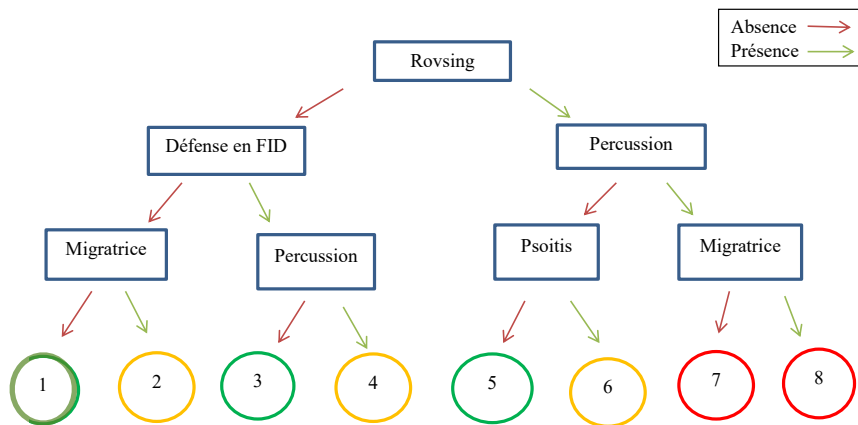 Absence
Présence
Rovsing
Défense en FID
Percussion
Migratrice
Percussion
Psoitis
Migratrice
1
2
3
4
5
6
7
8